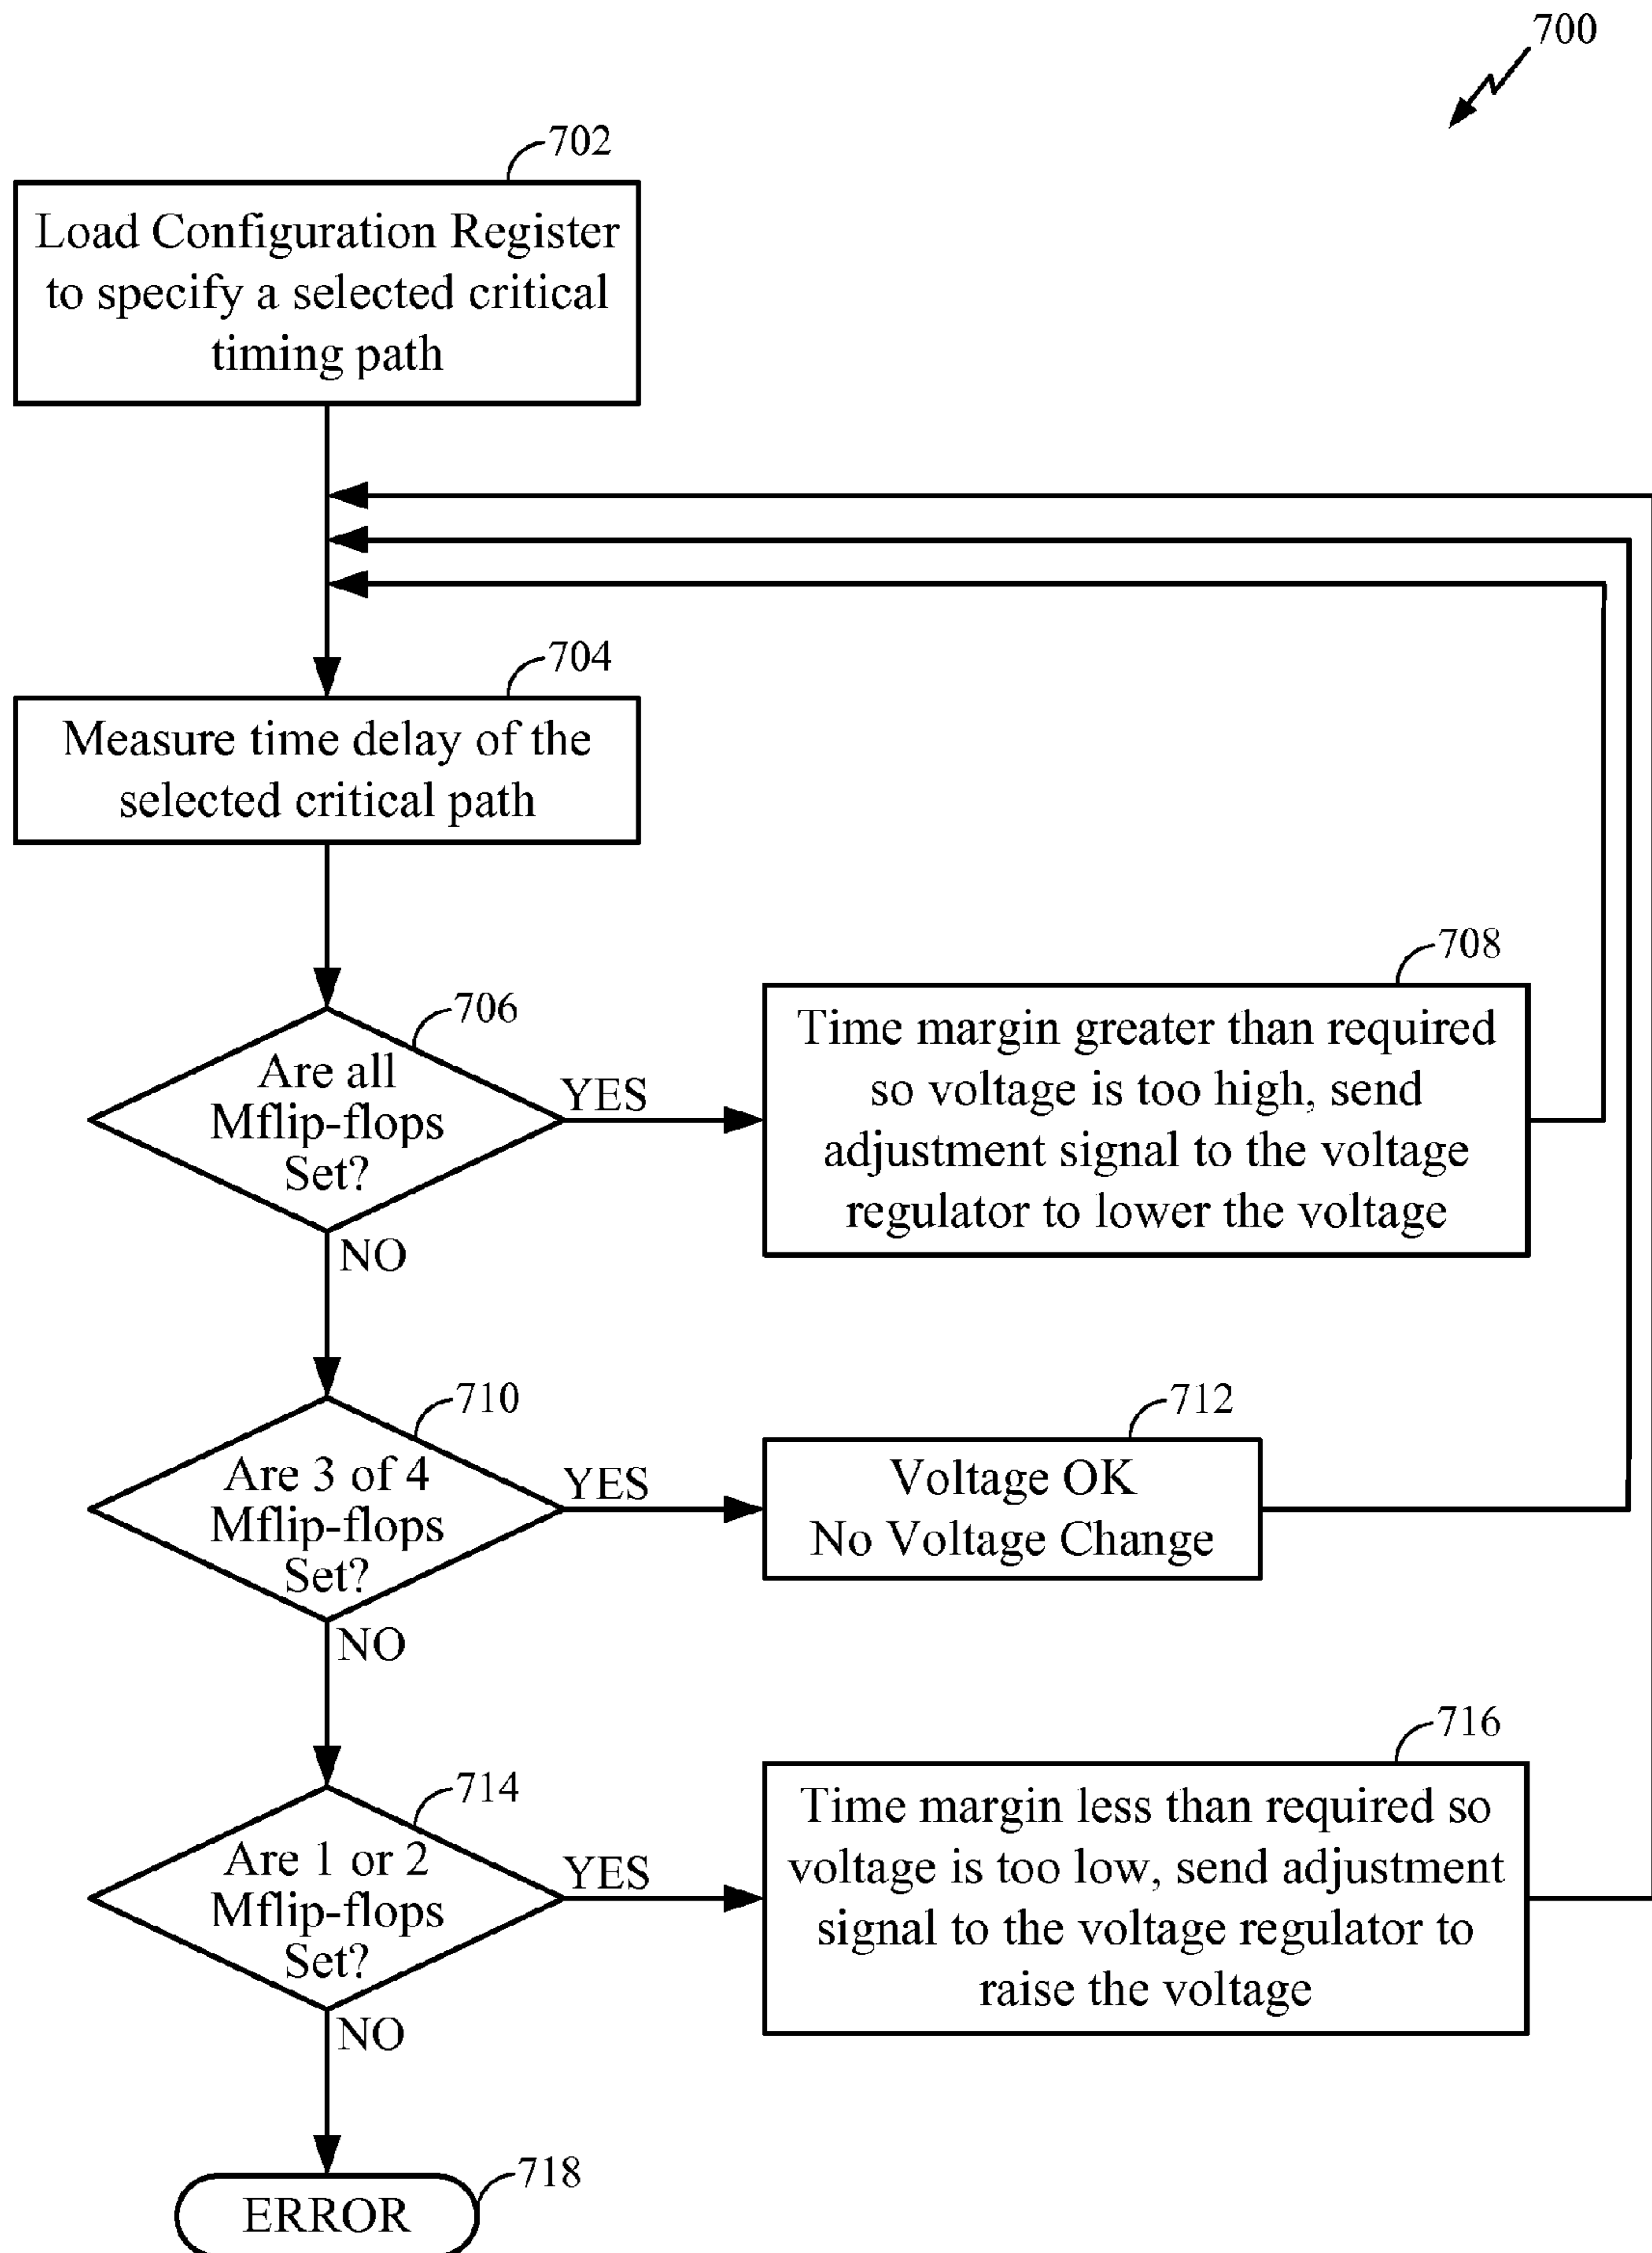 700
702
Load Configuration Register
to specify a selected critical
timing path
704
Measure time delay of the
selected critical path
706
Are all
Mflip-flops
Set?
YES
NO
708
Time margin greater than required
so voltage is too high, send
adjustment signal to the voltage
regulator to lower the voltage
710
Are 3 of 4
Mflip-flops
Set?
YES
NO
712
Voltage OK
No Voltage Change
714
Are 1 or 2
Mflip-flops
Set?
YES
NO
716
Time margin less than required so
voltage is too low, send adjustment
signal to the voltage regulator to
raise the voltage
718
ERROR